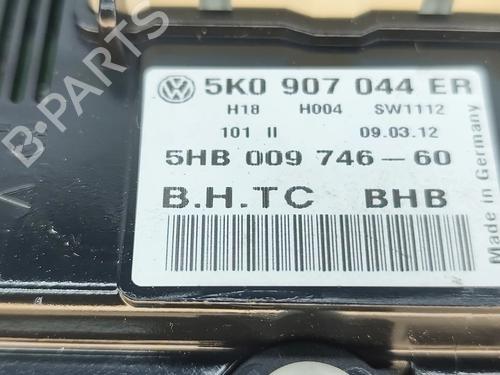 5K0 907 044 ER
H18 H004 SW1112
101 II 09.03.12
5HB 009 746-60
B.H.TC BHB
Made in Germany
B-PARTS